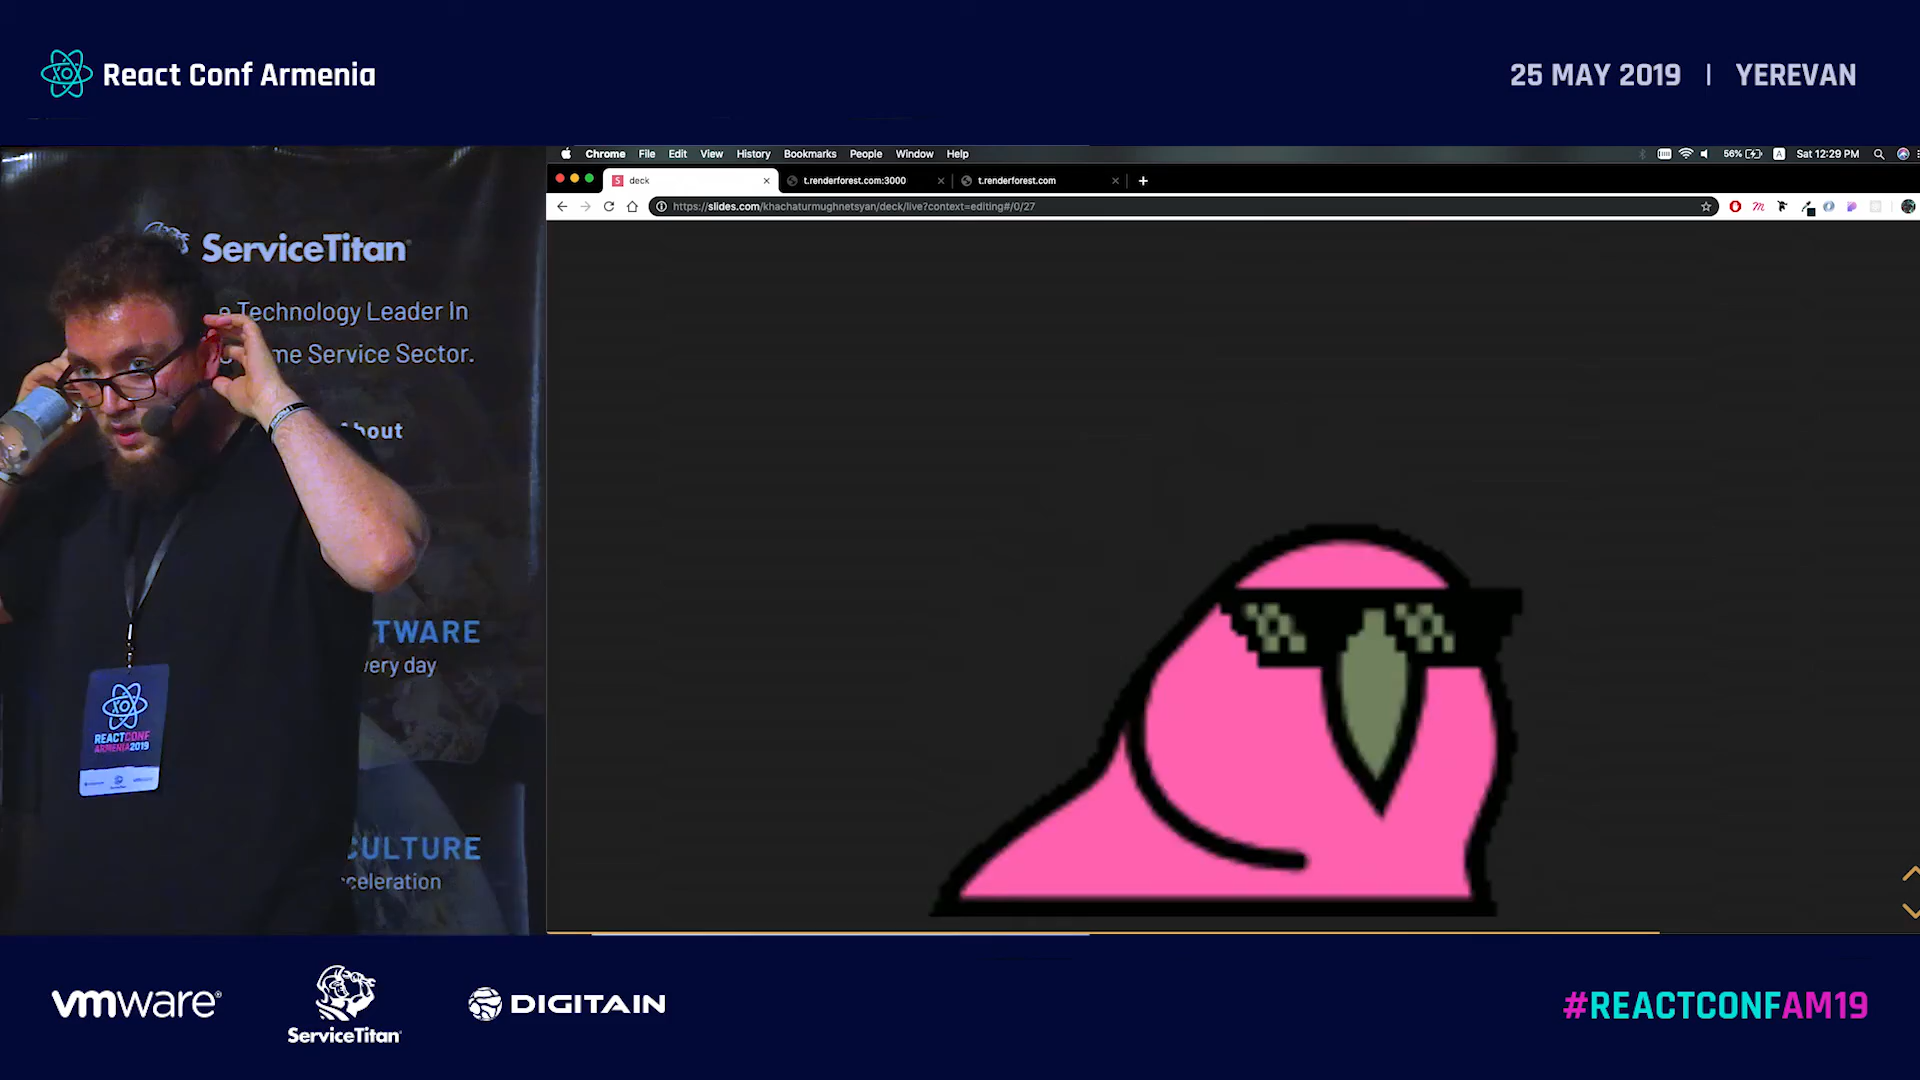 React Conf Armenia
25 MAY 2019 | YEREVAN
Chrome File Edit View History Bookmarks People Window Help
56% Sat 12:29 PM
deck
t.renderforest.com:3000
t.renderforest.com
https://slides.com/khachaturmughnetsyan/deck/live?context=editing#/0/27
ServiceTitan
e Technology Leader In
me Service Sector.
About
TWARE
very day
CULTURE
celeration
REACTCONF
ARMENIA2019
vmware®
ServiceTitan
DIGITAIN
#REACTCONFAM19